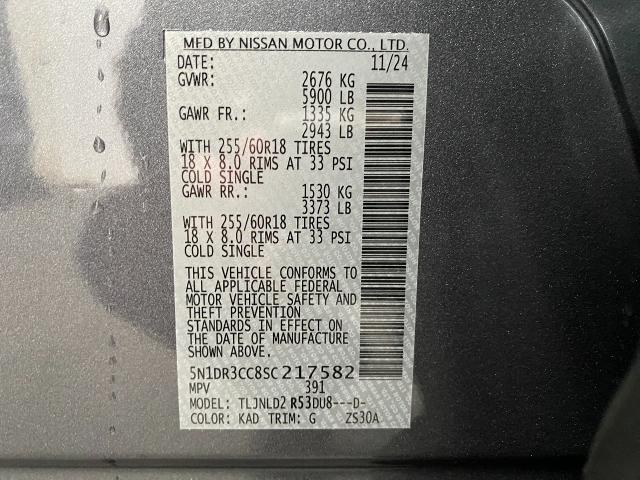 MFD BY NISSAN MOTOR CO., LTD.
DATE: 11/24
GVWR: 2676 KG
5900 LB
GAWR FR.: 1335 KG
2943 LB
WITH 255/60R18 TIRES
18 X 8.0 RIMS AT 33 PSI
COLD SINGLE
GAWR RR.: 1530 KG
3373 LB
WITH 255/60R18 TIRES
18 X 8.0 RIMS AT 33 PSI
COLD SINGLE
THIS VEHICLE CONFORMS TO
ALL APPLICABLE FEDERAL
MOTOR VEHICLE SAFETY AND
THEFT PREVENTION
STANDARDS IN EFFECT ON
THE DATE OF MANUFACTURE
SHOWN ABOVE.
5N1DR3CC8SC217582
MPV 391
MODEL: TLJNLD2 R53DU8---D-
COLOR: KAD TRIM: G ZS30A